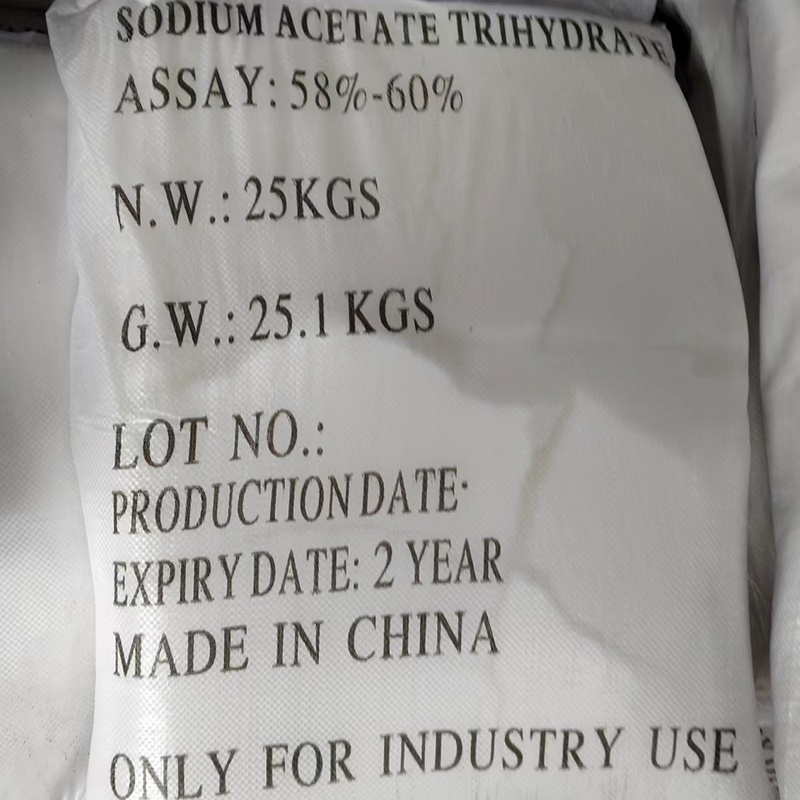 SODIUM ACETATE TRIHYDRATE
ASSAY: 58%-60%
N.W.: 25KGS
G.W.: 25.1 KGS
LOT NO.:
PRODUCTION DATE:
EXPIRY DATE: 2 YEAR
MADE IN CHINA
ONLY FOR INDUSTRY USE